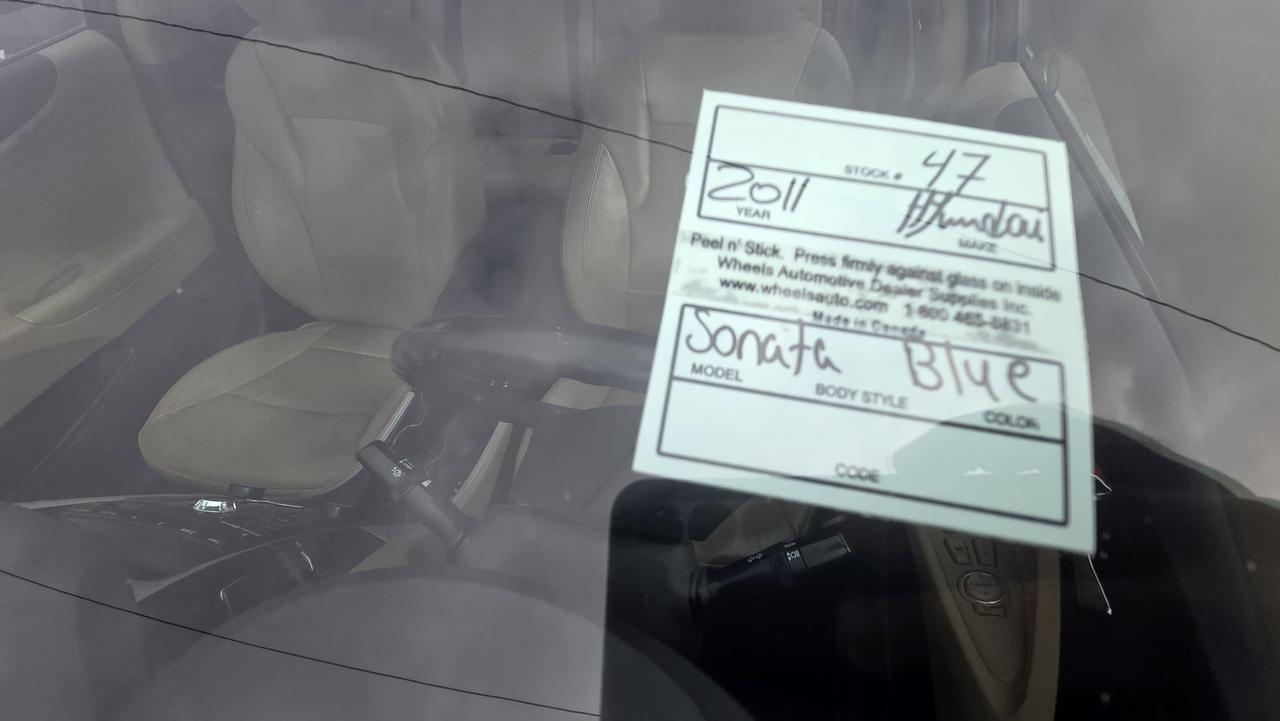 47
STOCK #
2011 Hyundai
YEAR MAKE
Peel n' Stick. Press firmly against glass on inside
Wheels Automotive Dealer Supplies Inc.
www.wheelsauto.com 1-800 465-8831
Made in Canada
Sonata Blue
MODEL BODY STYLE COLOR
CODE